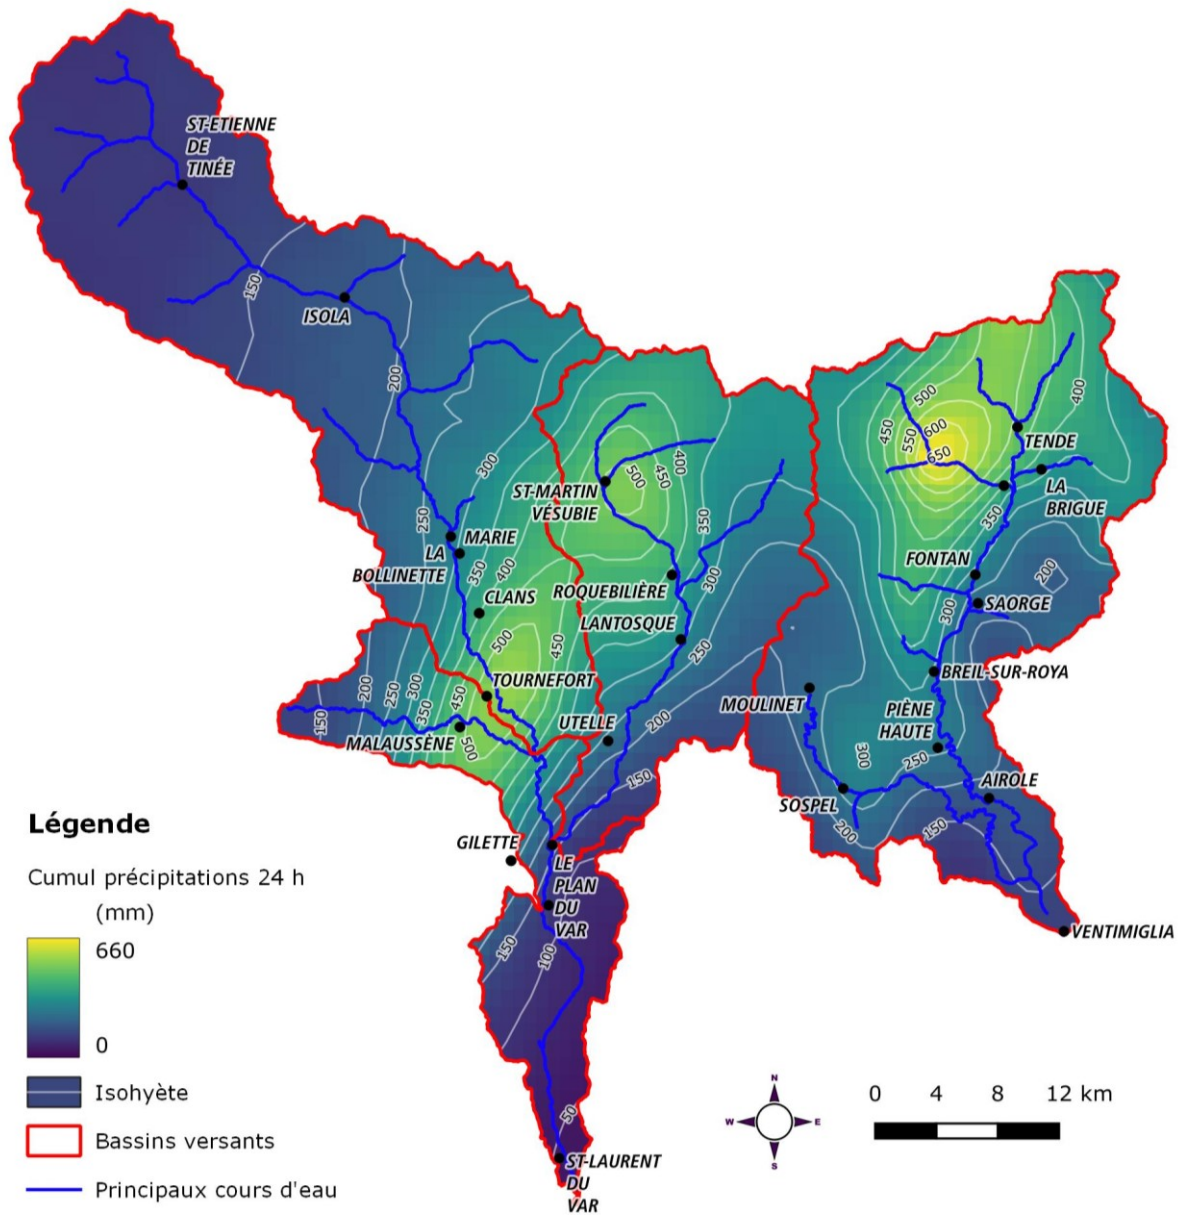 ST-ETIENNE
DE
TINÉE
150
ISOLA
200
300
500
400
450
550
600
650
TENDE
LA
BRIGUE
350
ST-MARTIN
VÉSUBIE
500
450
400
350
250
MARIE
LA
BOLLINETTE
350
400
CLANS
ROQUEBILIÈRE
300
FONTAN
200
SAORGE
300
LANTOSQUE
500
450
250
BREIL-SUR-ROYA
TOURNEFORT
200
250
300
350
450
150
MALAUSSÈNE
500
UTELLE
200
MOULINET
PIÈNE
HAUTE
300
250
150
AIROLE
SOSPEL
200
150
VENTIMIGLIA
GILETTE
LE
PLAN
DU
VAR
150
100
50
ST-LAURENT
DU
VAR
Légende
Cumul précipitations 24 h
(mm)
660
0
Isohyète
Bassins versants
Principaux cours d'eau
N
W
E
S
0 4 8 12 km